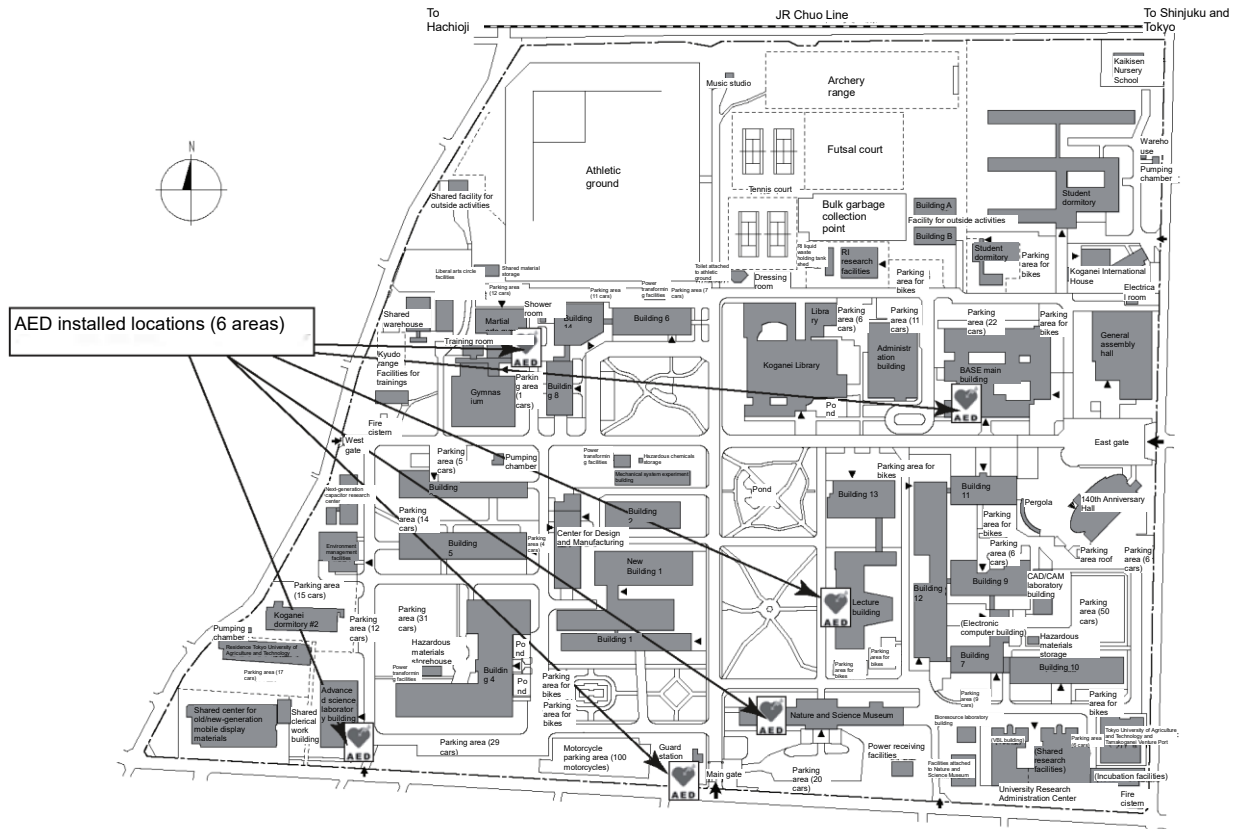 To
Hachioji
JR Chuo Line
To Shinjuku and
Tokyo
Kaikisen
Nursery
School
Music studio
Archery
range
Athletic
ground
Futsal court
Tennis court
Wareho
use
Pumping
chamber
Student
dormitory
Shared facility for
outside activities
Bulk garbage
collection
point
Building A
Facility for outside activities
Building B
RI liquid
waste
holding tank
shed
RI
research
facilities
Student
dormitory
Parking
area for
bikes
Parking
area for
bikes
Koganei International
House
Electrica
l room
Liberal arts circle
facilities
Shared material
storage
Toilet attached
to athletic
ground
Dressing
room
Parking area
(12 cars)
Parking area
(11 cars)
Power
transformin
g facilities
Parking area (7
cars)
Shower
room
Shared
warehouse
Martial
Building
14
Building 6
Libra
ry
Parking
area (6
cars)
Parking
area (11
cars)
Parking area
(22
cars)
Parking
area for
bikes
General
assembly
hall
AED installed locations (6 areas)
Training room
AED
Kyudo
range
Facilities for
trainings
Gymnas
ium
Parkin
g area
(1
cars)
Buildin
g 8
Koganei Library
Administr
ation
building
BASE main
building
AED
Po
nd
Fire
cistern
West
gate
East gate
Parking
area (5
cars)
Pumping
chamber
Power
transformin
g facilities
Hazardous chemicals
storage
Mechanical system experiment
building
Parking area for
bikes
Pond
Next-generation
capacitor research
center
Building
Building 13
Building
11
Pergola
140th Anniversary
Hall
Parking
area (14
cars)
Building
2
Parking
area for
bikes
Environment
management
facilities
Building
5
Parking
area (4
cars)
Center for Design
and Manufacturing
Parking
area (6
cars)
Parking
area roof
Parking
area (6
cars)
New
Building 1
Parking area
(15 cars)
Building
12
Building 9
CAD/CAM
laboratory
building
Koganei
dormitory #2
Parking
area (12
cars)
Parking
area
(31
cars)
AED
Lecture
building
Parking
area (50
cars)
Pumping
chamber
Residence Tokyo University of
Agriculture and Technology
Hazardous
materials
storehouse
Building 1
(Electronic
computer building)
Hazardous
materials
storage
Po
nd
Po
nd
Building
7
Building 10
Parking area (17
cars)
Power
transformin
g facilities
Buildin
g 4
Parking
area for
bikes
Parking
area for
bikes
Parking
area for
bikes
Parking
area for
bikes
Parking
area (9
cars)
Parking
area for
bikes
Shared center for
old/new-generation
mobile display
materials
Shared
clerical
work
building
Advance
d science
laborator
y building
AED
AED
Nature and Science Museum
Bioresource laboratory
building
(VBL building)
Parking area
(6 cars)
Tokyo University of Agriculture
and Technology and
Tamakoganei Venture Port
Parking area (29
cars)
Motorcycle
parking area (100
motorcycles)
Guard
station
AED
Main gate
Parking
area (20
cars)
Power receiving
facilities
Facilities attached
to Nature and
Science Museum
(Shared
research
facilities)
University Research
Administration Center
(Incubation facilities)
Fire
cistern
N